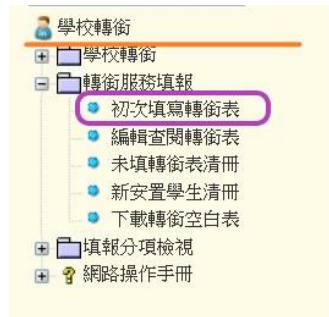 學校轉銜
學校轉銜
轉銜服務填報
初次填寫轉銜表
編輯查閱轉銜表
未填轉銜表清冊
新安置學生清冊
下載轉銜空白表
填報分項檢視
網路操作手冊